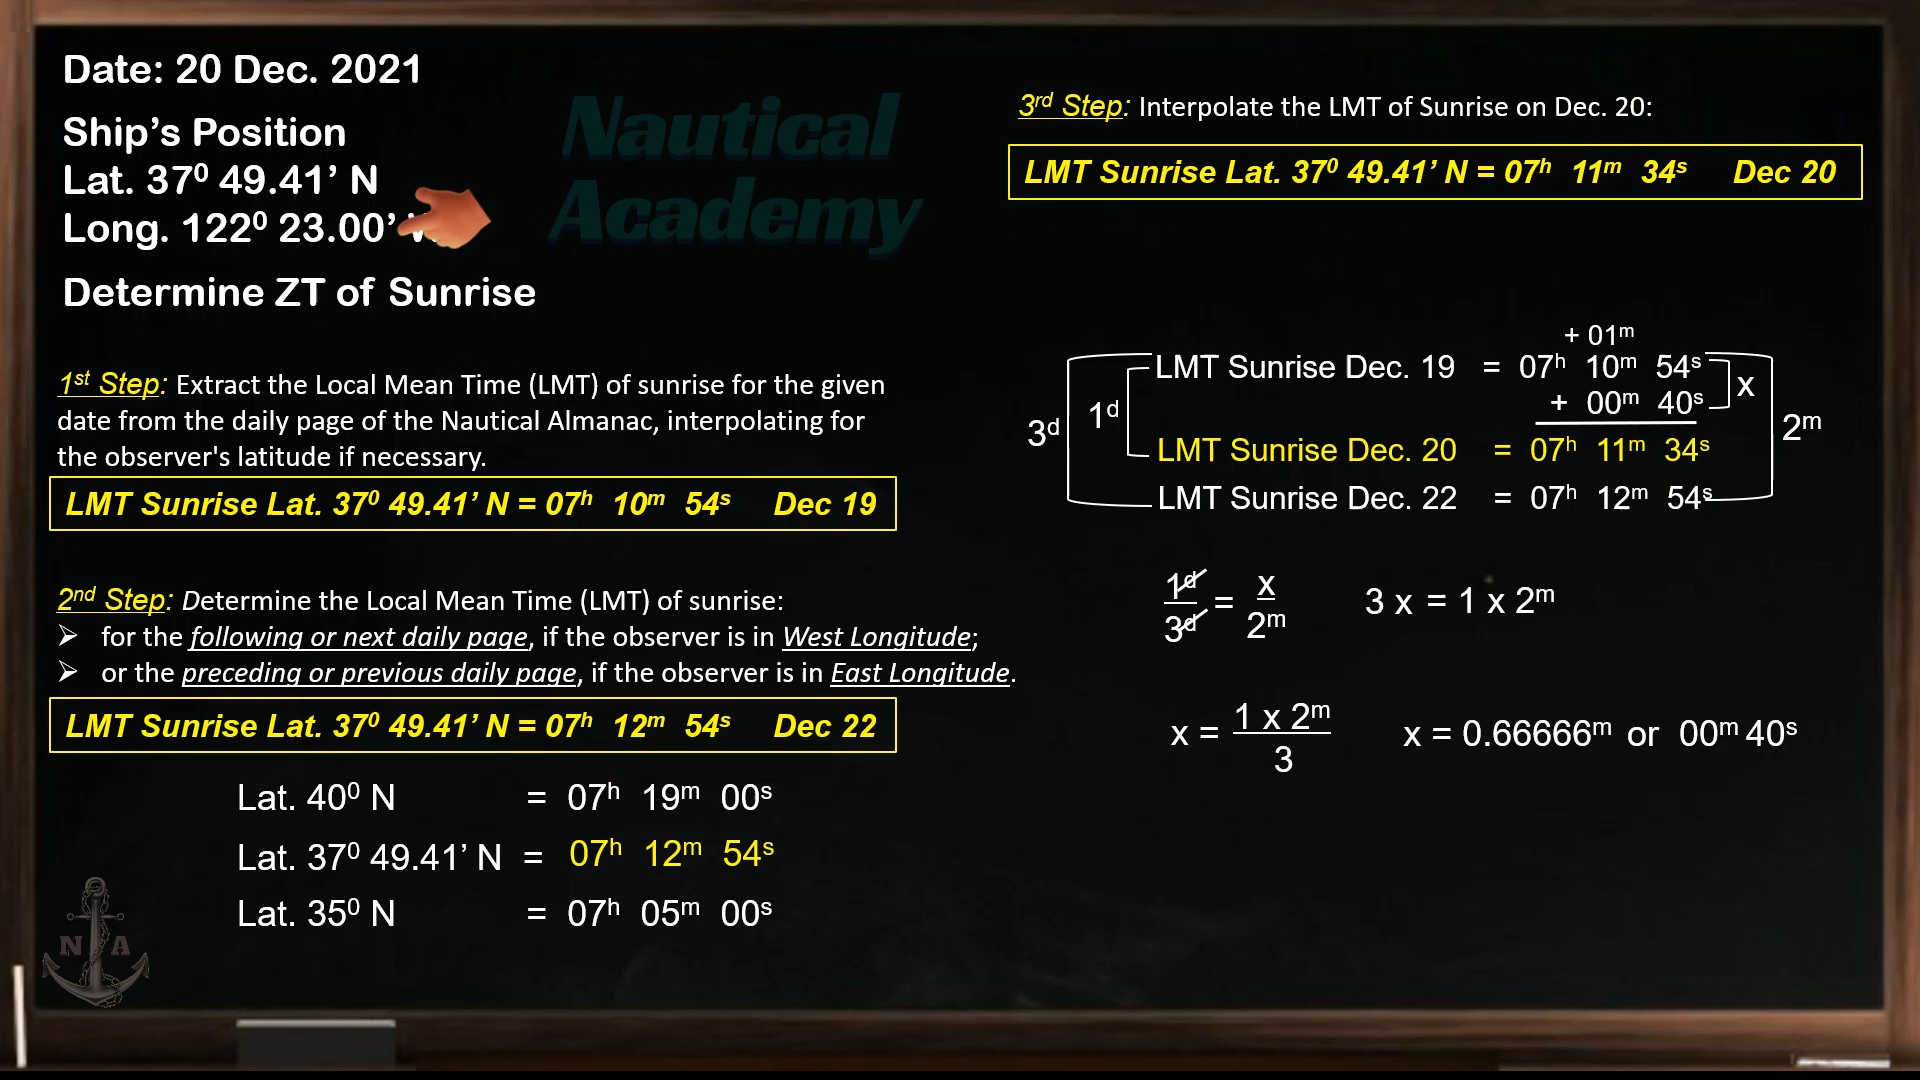 Date: 20 Dec. 2021
Ship's Position
Lat. 37⁰ 49.41' N
Long. 122⁰ 23.00'
Determine ZT of Sunrise
Nautical
Academy
1st Step: Extract the Local Mean Time (LMT) of sunrise for the given
date from the daily page of the Nautical Almanac, interpolating for
the observer's latitude if necessary.
LMT Sunrise Lat. 37⁰ 49.41' N = 07h 10m 54s Dec 19
2nd Step: Determine the Local Mean Time (LMT) of sunrise:
➢ for the following or next daily page, if the observer is in West Longitude;
➢ or the preceding or previous daily page, if the observer is in East Longitude.
LMT Sunrise Lat. 37⁰ 49.41' N = 07h 12m 54s Dec 22
Lat. 40⁰ N = 07h 19m 00s
Lat. 37⁰ 49.41' N = 07h 12m 54s
Lat. 35⁰ N = 07h 05m 00s
N A
3rd Step: Interpolate the LMT of Sunrise on Dec. 20:
LMT Sunrise Lat. 37⁰ 49.41' N = 07h 11m 34s Dec 20
+ 01m
LMT Sunrise Dec. 19 = 07h 10m 54s
+ 00m 40s
x
3d
1d
2m
LMT Sunrise Dec. 20 = 07h 11m 34s
LMT Sunrise Dec. 22 = 07h 12m 54s
1d/3d = x/2m
3 x = 1 x 2m
x = 1 x 2m / 3
x = 0.66666m or 00m 40s